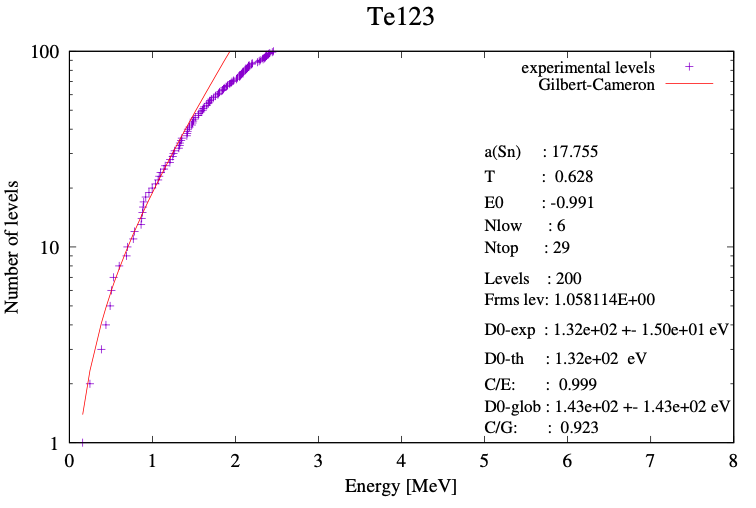 Te123
experimental levels
Gilbert-Cameron
a(Sn) : 17.755
T : 0.628
E0 : -0.991
Nlow : 6
Ntop : 29
Levels : 200
Frms lev: 1.058114E+00
D0-exp : 1.32e+02 +- 1.50e+01 eV
D0-th : 1.32e+02 eV
C/E: : 0.999
D0-glob : 1.43e+02 +- 1.43e+02 eV
C/G: : 0.923
Number of levels
100
10
1
0 1 2 3 4 5 6 7 8
Energy [MeV]